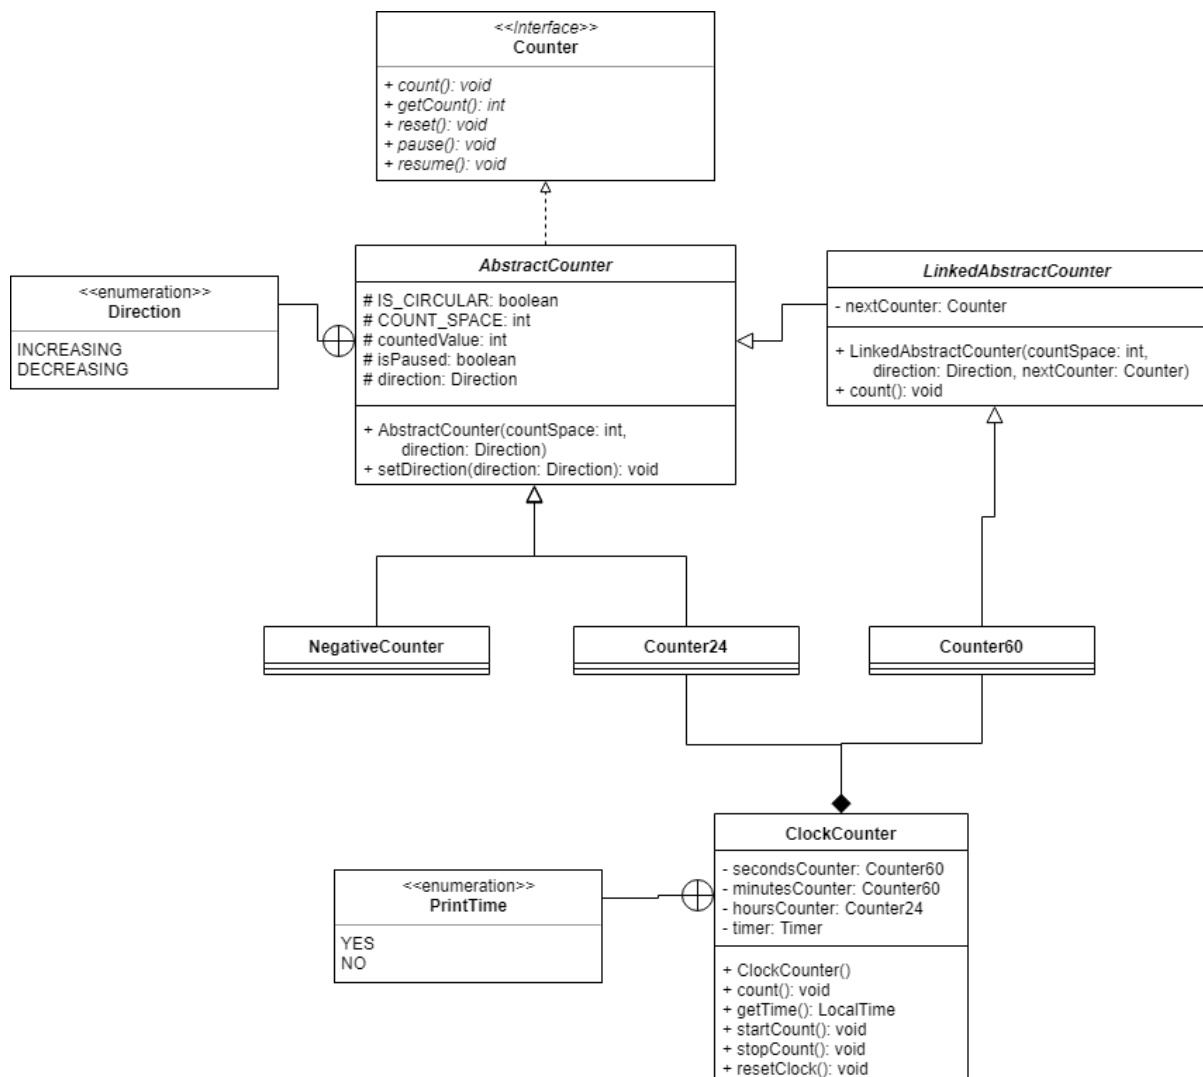 <<Interface>>
Counter
+ count(): void
+ getCount(): int
+ reset(): void
+ pause(): void
+ resume(): void
<<enumeration>>
Direction
INCREASING
DECREASING
AbstractCounter
# IS_CIRCULAR: boolean
# COUNT_SPACE: int
# countedValue: int
# isPaused: boolean
# direction: Direction
+ AbstractCounter(countSpace: int,
direction: Direction)
+ setDirection(direction: Direction): void
LinkedAbstractCounter
- nextCounter: Counter
+ LinkedAbstractCounter(countSpace: int,
direction: Direction, nextCounter: Counter)
+ count(): void
NegativeCounter
Counter24
Counter60
<<enumeration>>
PrintTime
YES
NO
ClockCounter
- secondsCounter: Counter60
- minutesCounter: Counter60
- hoursCounter: Counter24
- timer: Timer
+ ClockCounter()
+ count(): void
+ getTime(): LocalTime
+ startCount(): void
+ stopCount(): void
+ resetClock(): void